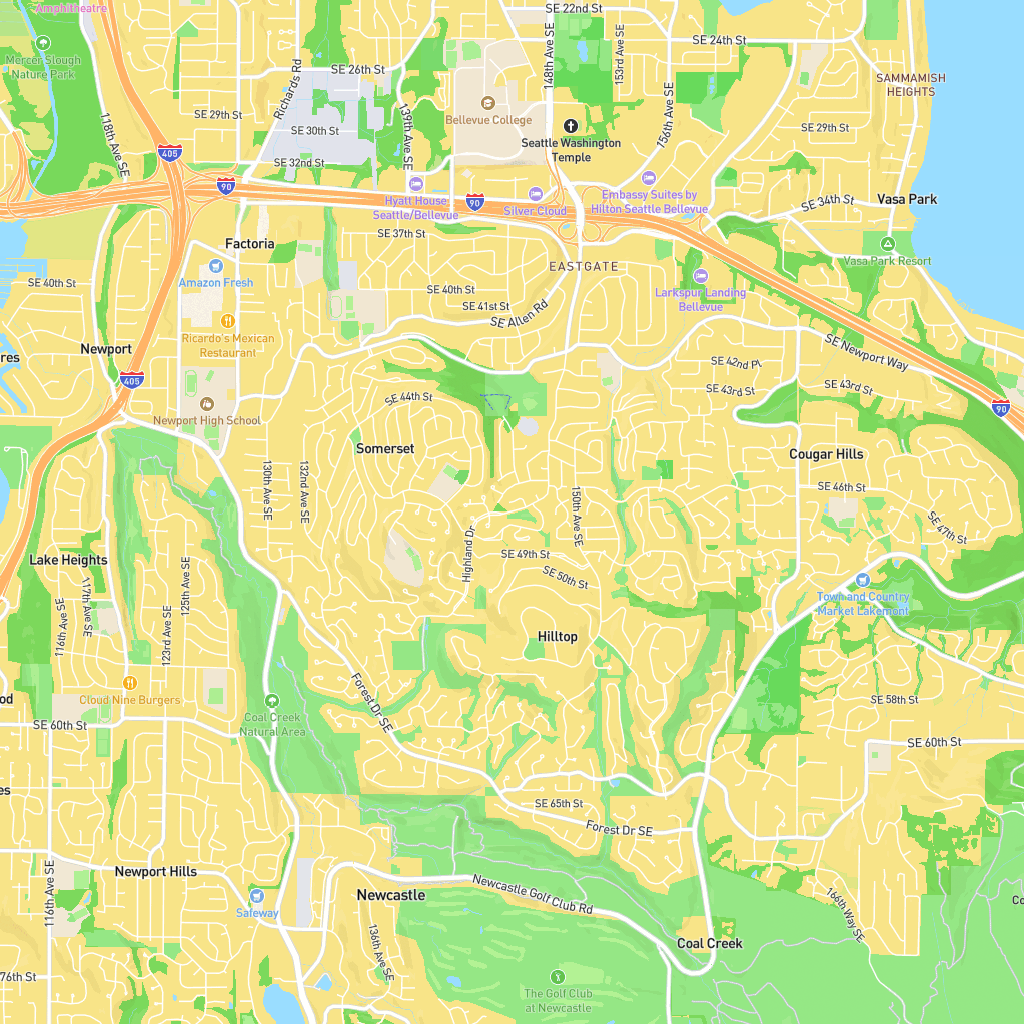 Amphitheatre
SE 22nd St
SE 24th St
148th Ave SE
153rd Ave SE
Mercer Slough
Nature Park
SE 26th St
Richards Rd
SAMMAMISH
HEIGHTS
156th Ave SE
139th Ave SE
118th Ave SE
SE 29th St
Bellevue College
SE 30th St
SE 29th St
Seattle Washington
Temple
405
SE 32nd St
90
Hyatt House
Seattle/Bellevue
90
Silver Cloud
Embassy Suites by
Hilton Seattle Bellevue
SE 34th St
Vasa Park
SE 37th St
Factoria
EASTGATE
Vasa Park Resort
SE 40th St
Amazon Fresh
SE 40th St
Larkspur Landing
Bellevue
SE 41st St
SE Allen Rd
Ricardo's Mexican
Restaurant
Newport
SE Newport Way
res
SE 42nd Pl
405
SE 44th St
SE 43rd St
SE 43rd St
90
Newport High School
Somerset
Cougar Hills
130th Ave SE
132nd Ave SE
SE 46th St
150th Ave SE
SE 47th St
Highland Dr
Lake Heights
SE 49th St
SE 50th St
125th Ave SE
117th Ave SE
116th Ave SE
123rd Ave SE
Town and Country
Market Lakemont
Hilltop
od
Cloud Nine Burgers
Forest Dr SE
SE 58th St
SE 60th St
Coal Creek
Natural Area
SE 60th St
es
SE 65th St
Forest Dr SE
Newport Hills
116th Ave SE
Newcastle
Newcastle Golf Club Rd
166th Way SE
Co
Safeway
136th Ave SE
Coal Creek
76th St
The Golf Club
at Newcastle